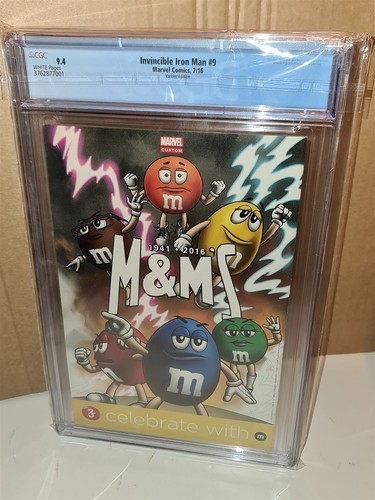 CGC
9.4
WHITE Pages
3762877001
Invincible Iron Man #9
Marvel Comics, 7/16
Variant Edition
MARVEL
CUSTOM
m
m
m
1941 2016
M&M'S
m
m
m
75
celebrate with m